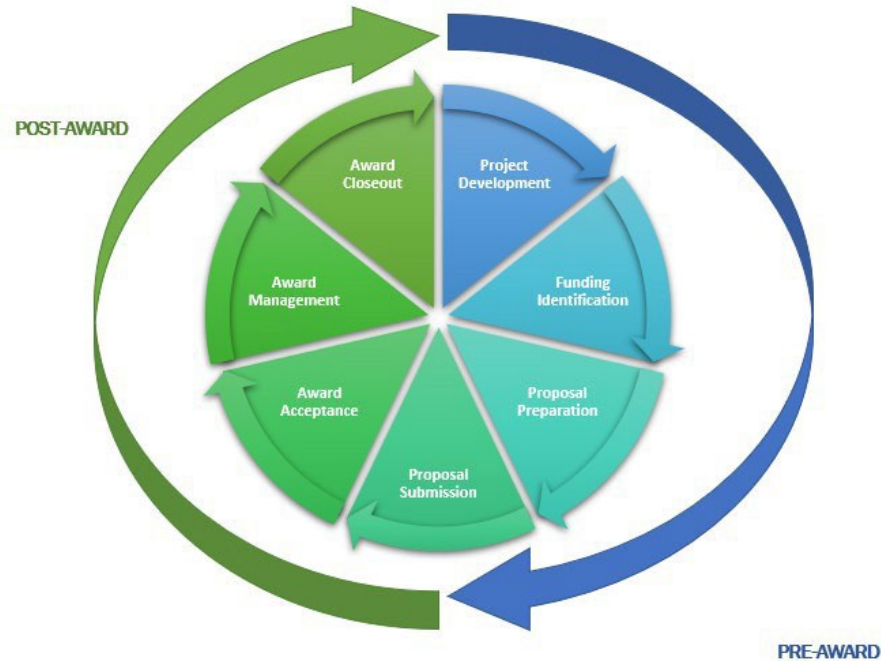 POST-AWARD
Award
Closeout
Project
Development
Award
Management
Funding
Identification
Award
Acceptance
Proposal
Preparation
Proposal
Submission
PRE-AWARD